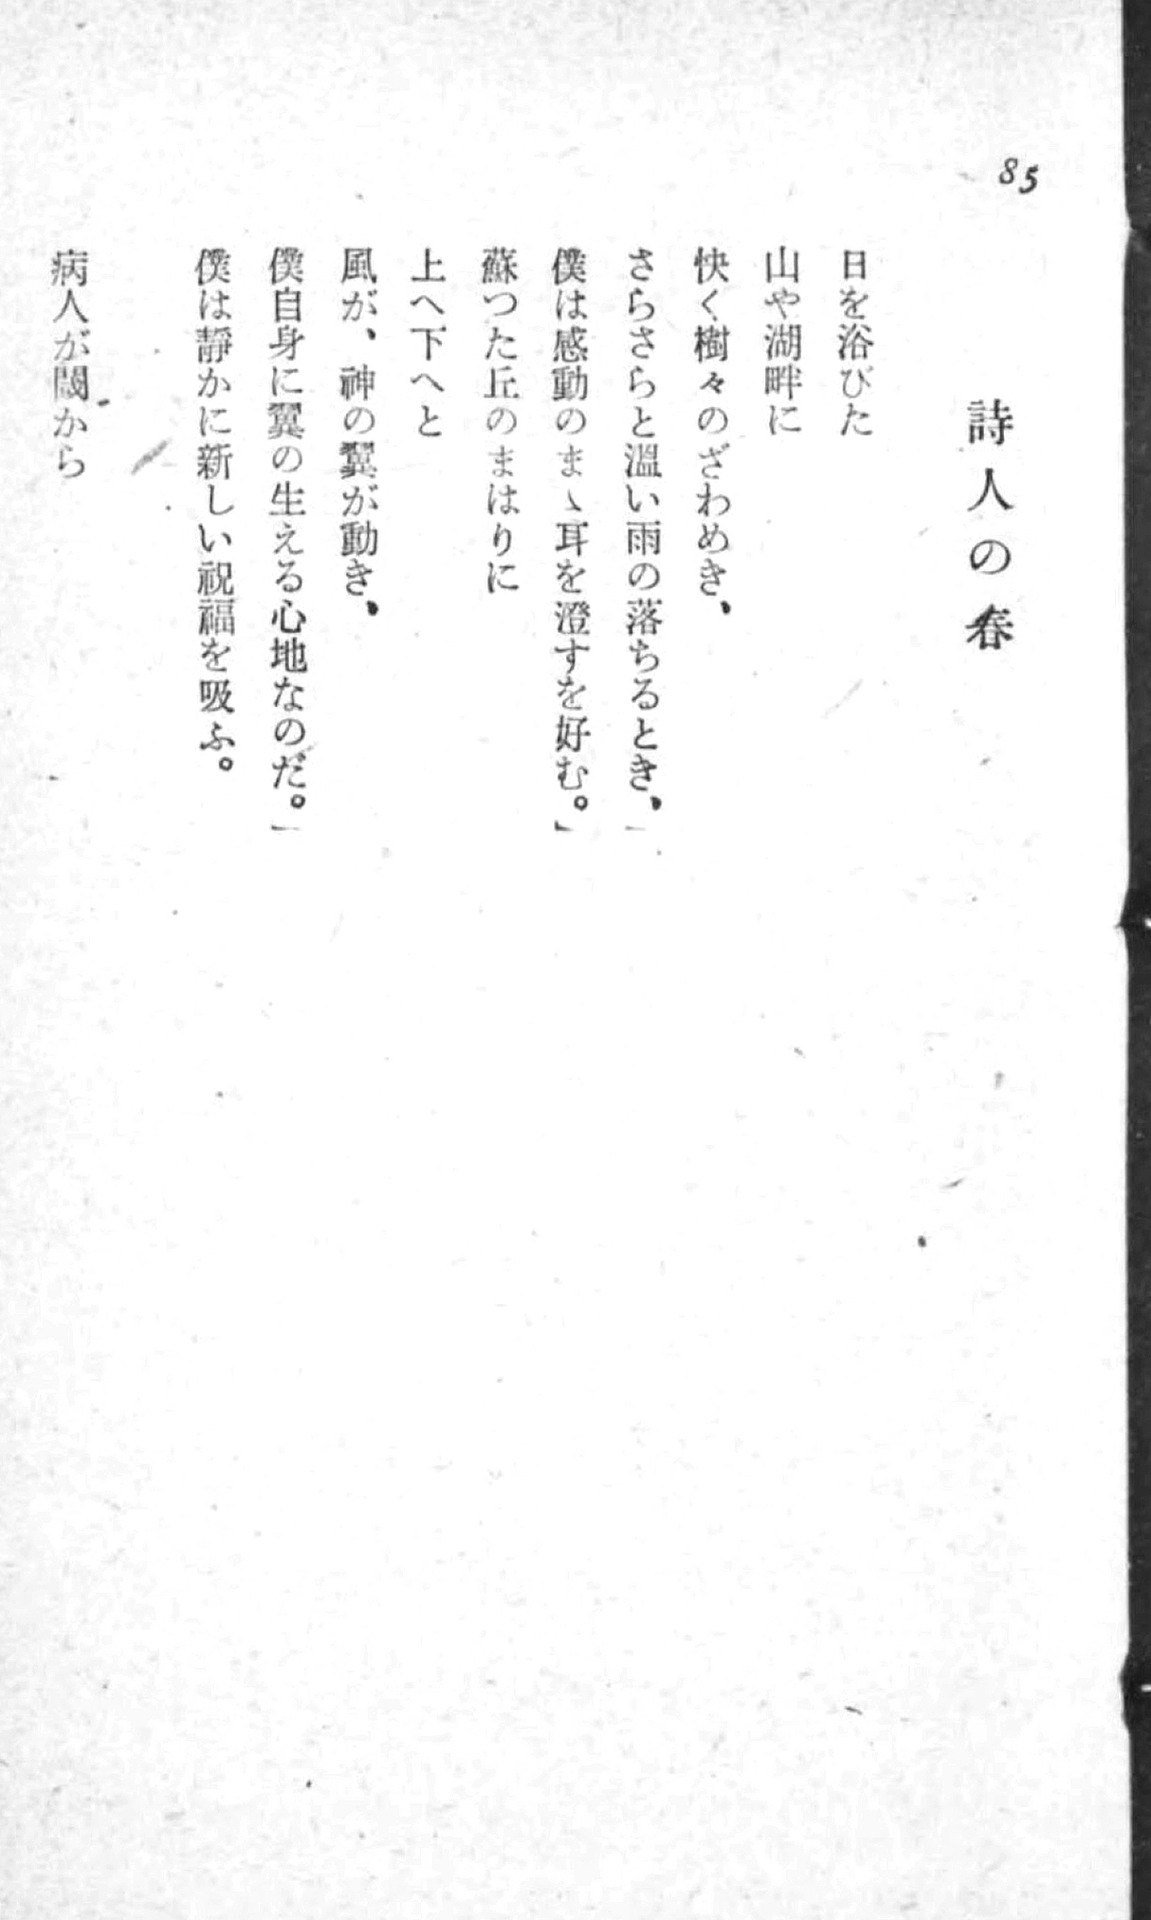 85
詩人の春
日を浴びた
山や湖畔に
快く樹々のざわめき、
さらさらと溫い雨の落ちるとき、
僕は感動のまゝ耳を澄すを好む。」
蘇つた丘のまはりに
上へ下へと
風が、神の翼が動き、
僕自身に翼の生える心地なのだ。
僕は靜かに新しい祝福を吸ふ。
病人が閾から